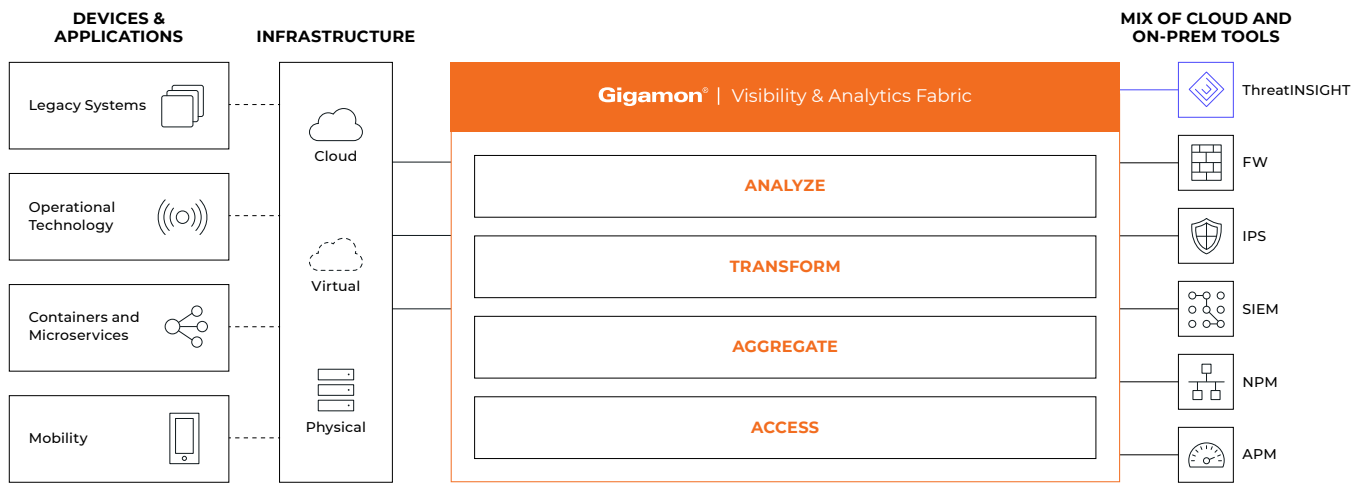 DEVICES &
APPLICATIONS
Legacy Systems
Operational
Technology
Containers and
Microservices
Mobility
INFRASTRUCTURE
Cloud
Virtual
Physical
Gigamon® | Visibility & Analytics Fabric
ANALYZE
TRANSFORM
AGGREGATE
ACCESS
MIX OF CLOUD AND
ON-PREM TOOLS
ThreatINSIGHT
FW
IPS
SIEM
NPM
APM